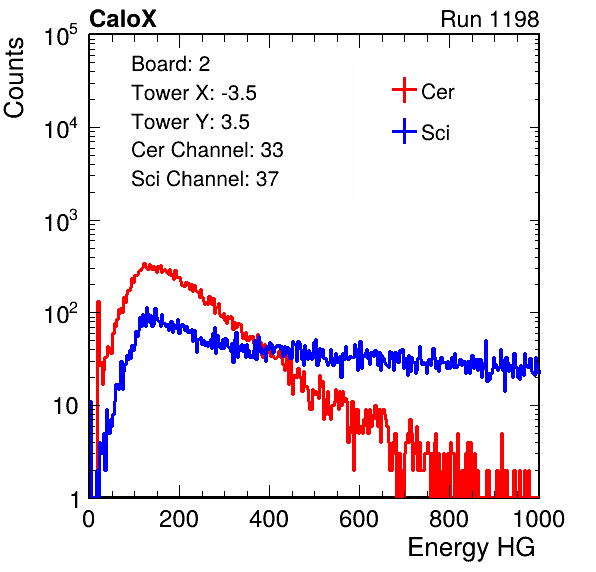 CaloX Run 1198
Counts
10^5
10^4
10^3
10^2
10
1
Board: 2
Tower X: -3.5
Tower Y: 3.5
Cer Channel: 33
Sci Channel: 37
Cer
Sci
0 200 400 600 800 1000
Energy HG